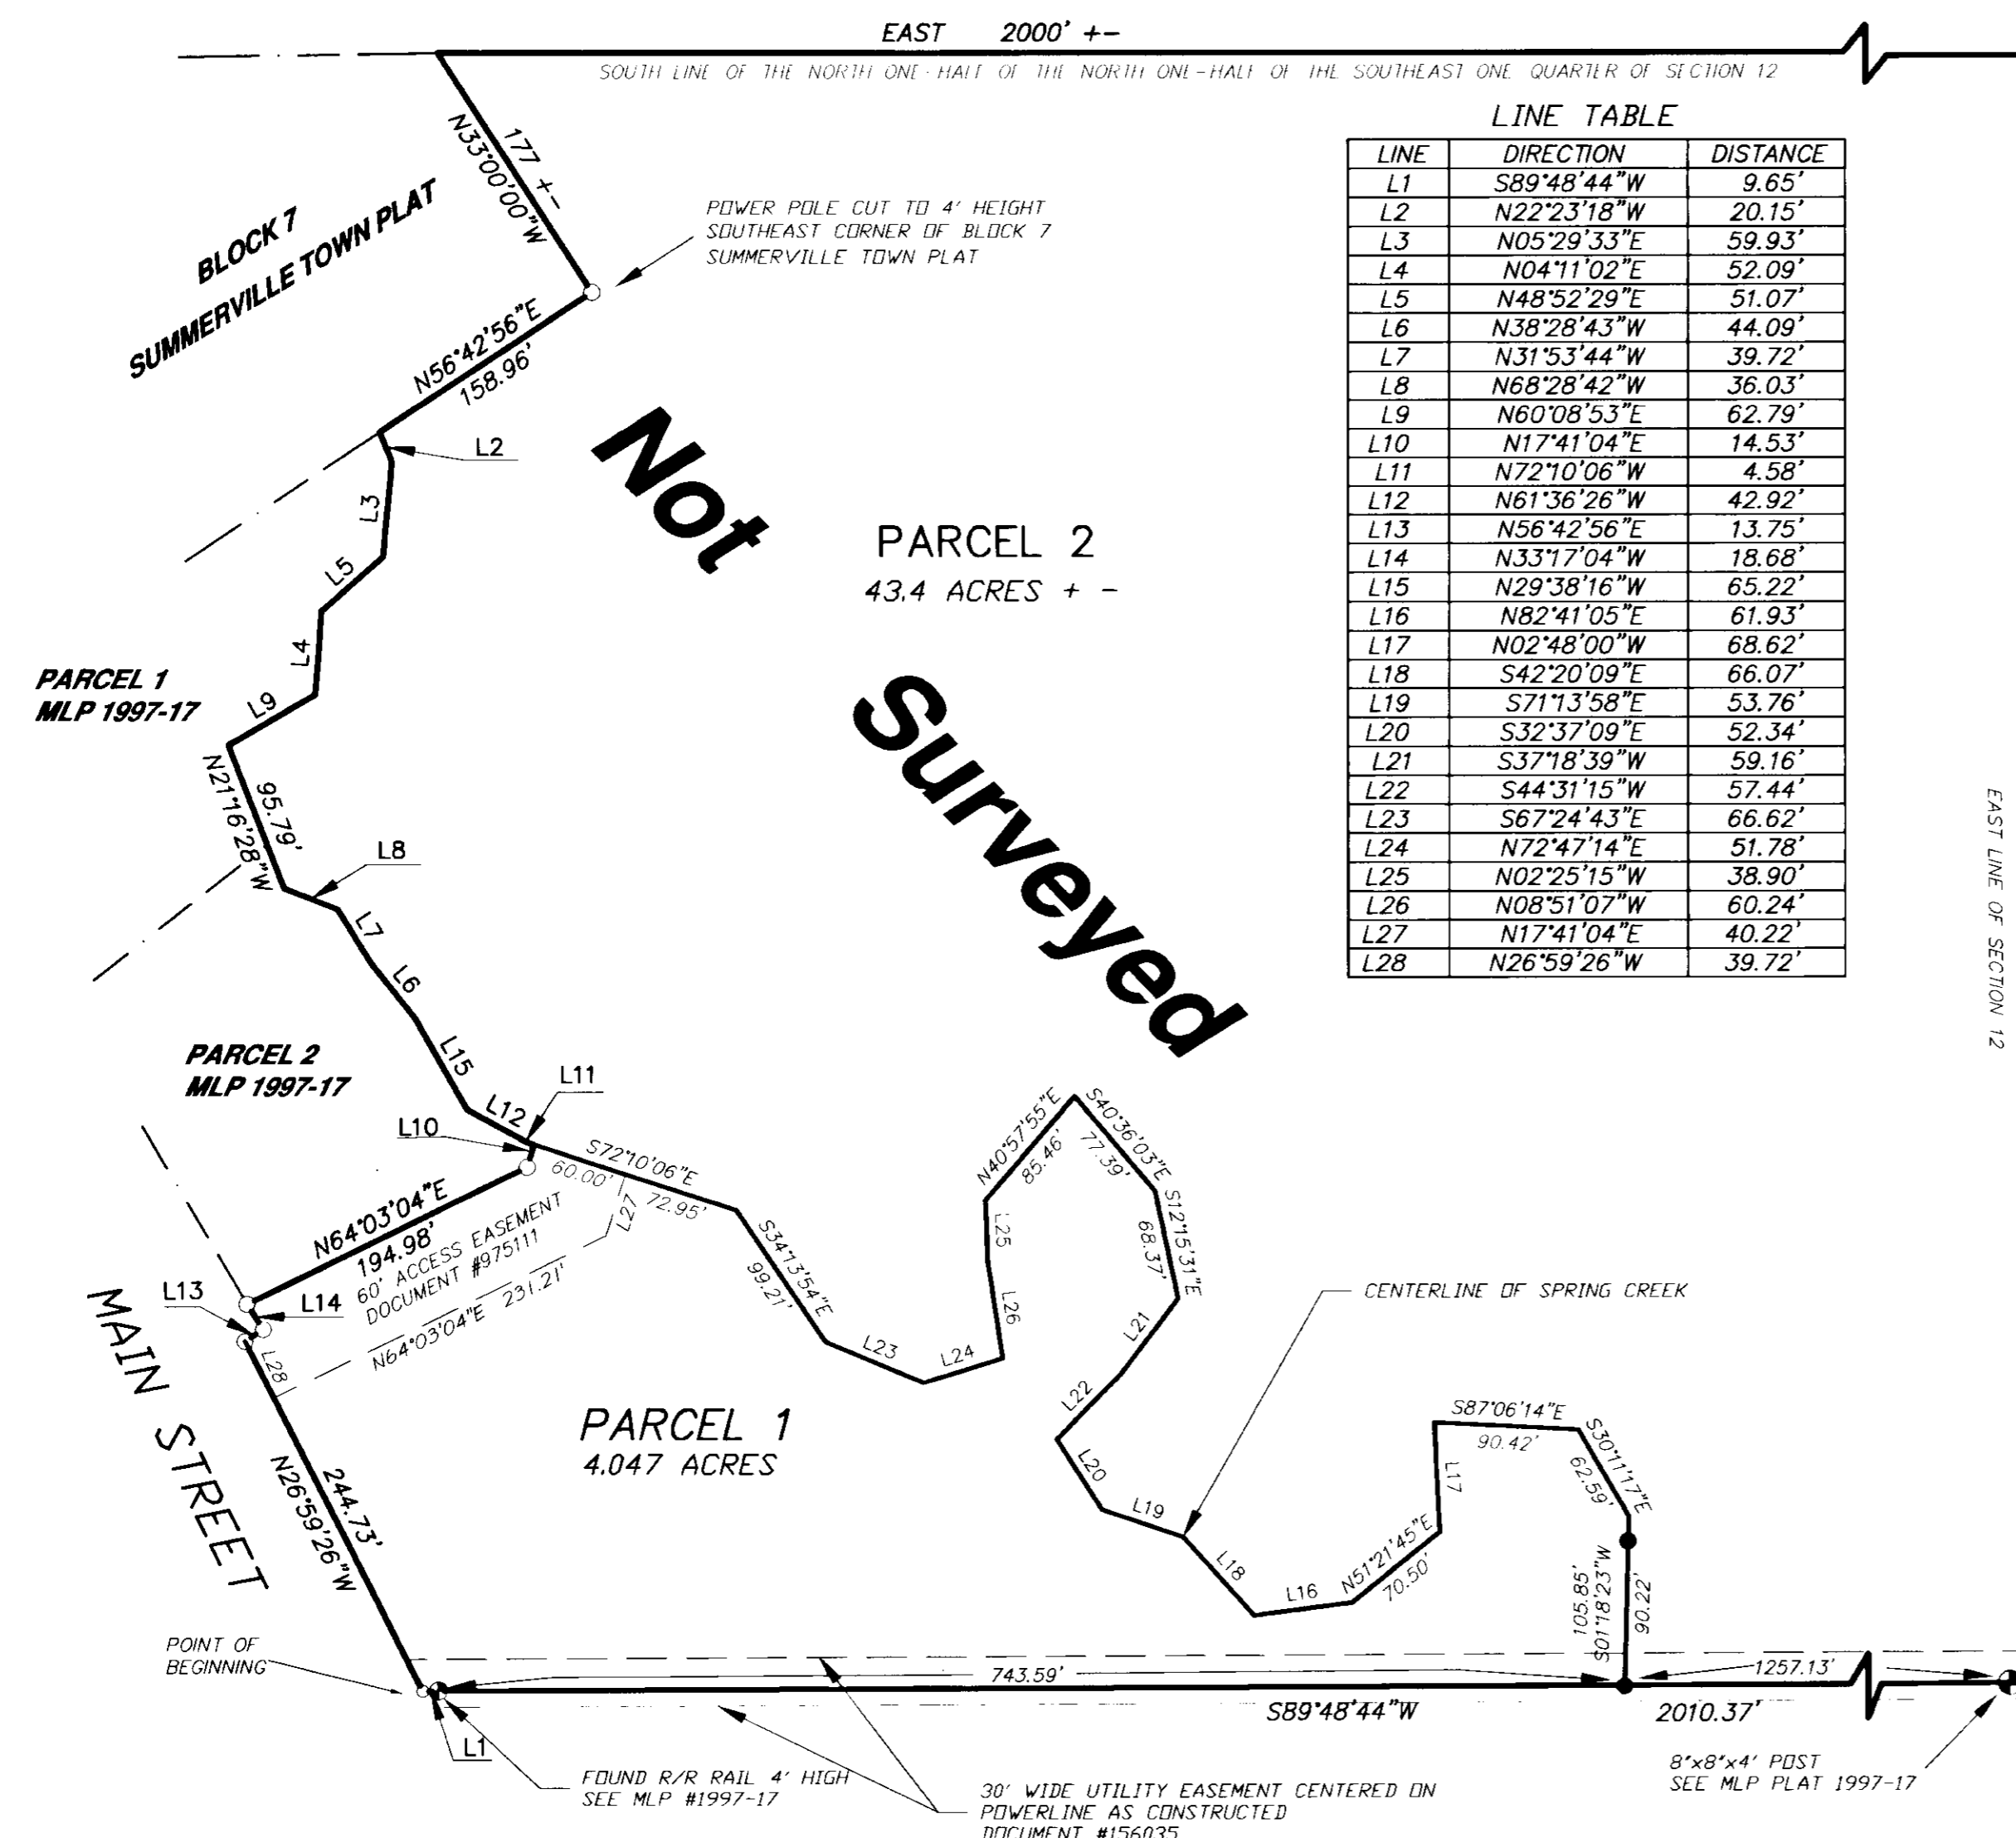 EAST 2000' +-
SOUTH LINE OF THE NORTH ONE-HALF OF THE NORTH ONE-HALF OF THE SOUTHEAST ONE QUARTER OF SECTION 12
LINE TABLE
LINE DIRECTION DISTANCE
L1 S89°48'44"W 9.65'
L2 N22°23'18"W 20.15'
L3 N05°29'33"E 59.93'
L4 N04°11'02"E 52.09'
L5 N48°52'29"E 51.07'
L6 N38°28'43"W 44.09'
L7 N31°53'44"W 39.72'
L8 N68°28'42"W 36.03'
L9 N60°08'53"E 62.79'
L10 N17°41'04"E 14.53'
L11 N72°10'06"W 4.58'
L12 N61°36'26"W 42.92'
L13 N56°42'56"E 13.75'
L14 N33°17'04"W 18.68'
L15 N29°38'16"W 65.22'
L16 N82°41'05"E 61.93'
L17 N02°48'00"W 68.62'
L18 S42°20'09"E 66.07'
L19 S71°13'58"E 53.76'
L20 S32°37'09"E 52.34'
L21 S37°18'39"W 59.16'
L22 S44°31'15"W 57.44'
L23 S67°24'43"E 66.62'
L24 N72°47'14"E 51.78'
L25 N02°25'15"W 38.90'
L26 N08°51'07"W 60.24'
L27 N17°41'04"E 40.22'
L28 N26°59'26"W 39.72'
177 +-
N33°00'00"W
BLOCK 7
SUMMERVILLE TOWN PLAT
POWER POLE CUT TO 4' HEIGHT
SOUTHEAST CORNER OF BLOCK 7
SUMMERVILLE TOWN PLAT
N56°42'56"E
158.96'
L2
L3
L5
L4
L9
Not
Surveyed
PARCEL 2
43.4 ACRES + -
PARCEL 1
MLP 1997-17
95.79'
N21°16'28"W
L8
L7
L6
L15
EAST LINE OF SECTION 12
PARCEL 2
MLP 1997-17
L11
L12
L10
S72°10'06"E
60.00'
72.95'
L27
N64°03'04"E
194.98'
60' ACCESS EASEMENT
DOCUMENT #975111
N64°03'04"E 231.21'
L13
L14
L28
MAIN STREET
S34°13'54"E
99.21'
L23
L24
L26
L25
N40°57'55"E
85.46'
S40°36'03"E
77.39'
S12°15'31"E
68.37'
L21
L22
L20
L19
L18
L16
CENTERLINE OF SPRING CREEK
N51°21'45"E
70.50'
L17
S87°06'14"E
90.42'
S30°11'17"E
62.59'
105.85'
S01°18'23"W
90.22'
PARCEL 1
4.047 ACRES
244.73'
N26°59'26"W
POINT OF
BEGINNING
743.59'
1257.13'
S89°48'44"W
2010.37'
L1
FOUND R/R RAIL 4' HIGH
SEE MLP #1997-17
30' WIDE UTILITY EASEMENT CENTERED ON
POWERLINE AS CONSTRUCTED
DOCUMENT #156035
8"x8"x4' POST
SEE MLP PLAT 1997-17